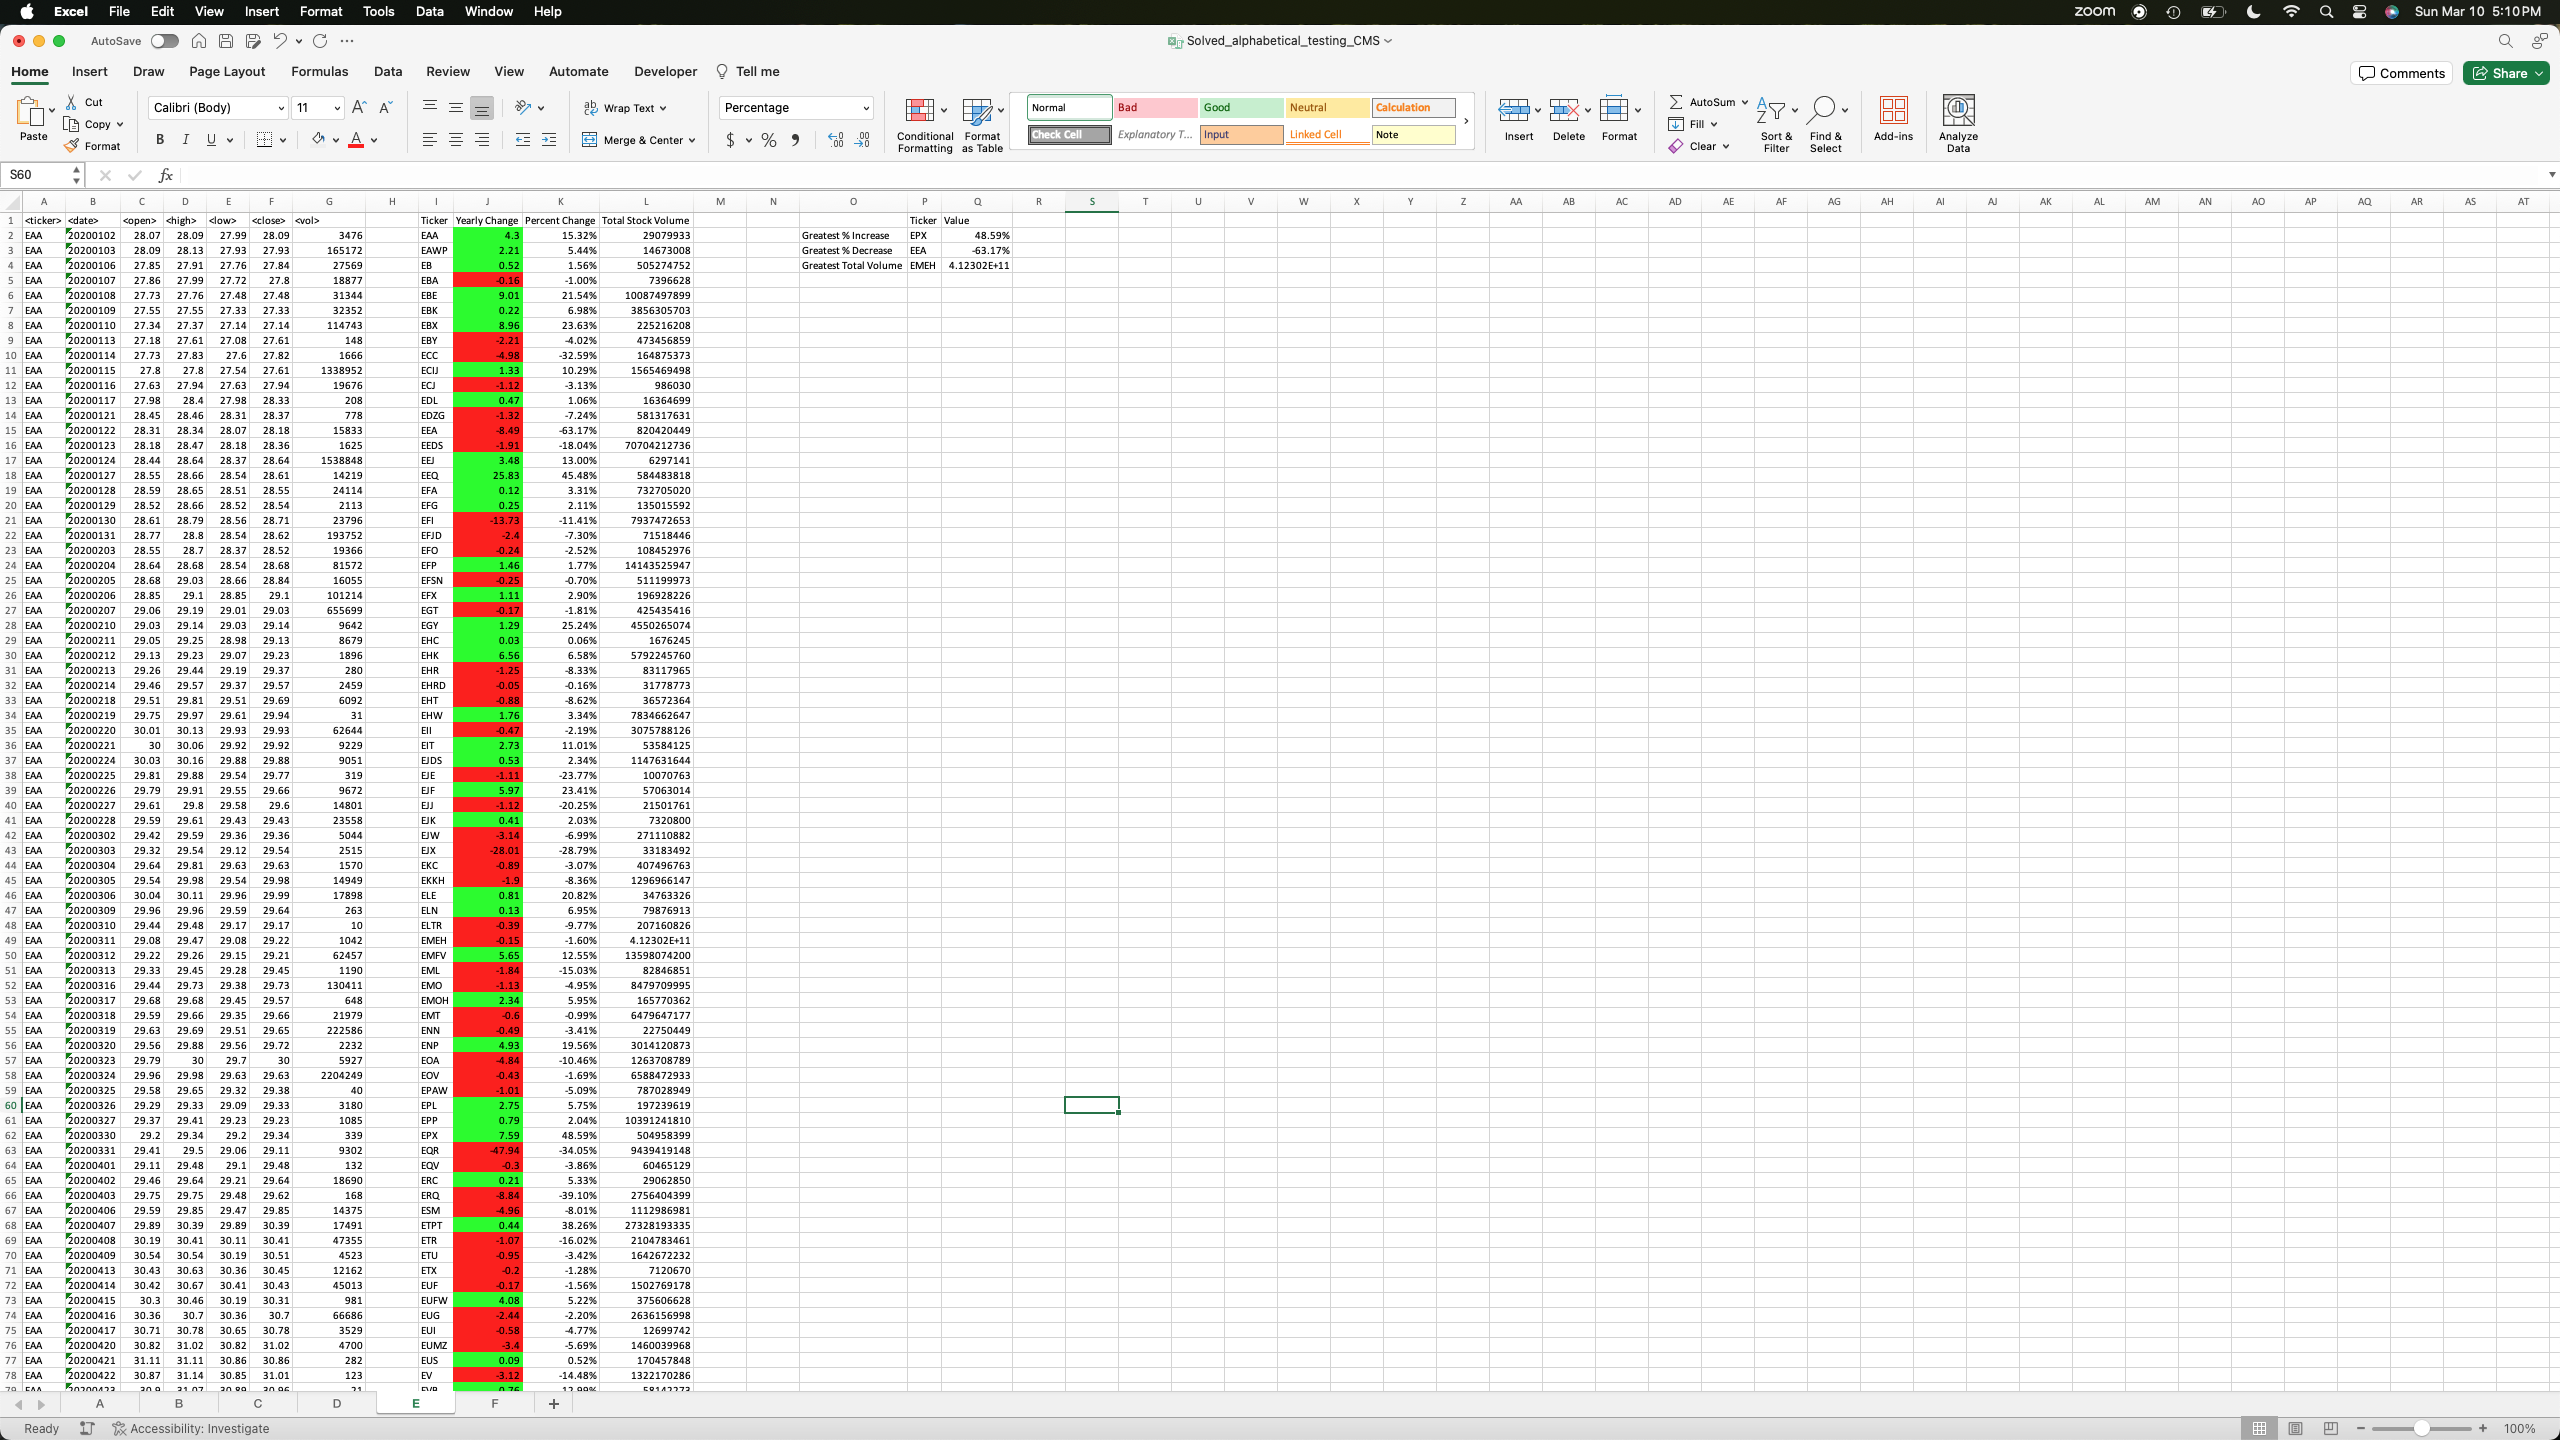 Excel File Edit View Insert Format Tools Data Window Help zoom Sun Mar 10 5:10 PM
AutoSave Solved_alphabetical_testing_CMS
Home Insert Draw Page Layout Formulas Data Review View Automate Developer Tell me Comments Share
Paste Cut Copy Format Calibri (Body) 11 Wrap Text Merge & Center Percentage Conditional Formatting Format as Table Normal Bad Good Neutral Calculation Check Cell Explanatory T... Input Linked Cell Note Insert Delete Format AutoSum Fill Clear Sort & Filter Find & Select Add-ins Analyze Data
S60 fx
A B C D E F G H I J K L M N O P Q R S T U V W X Y Z AA AB AC AD AE AF AG AH AI AJ AK AL AM AN AO AP AQ AR AS AT
1 <ticker> <date> <open> <high> <low> <close> <vol> Ticker Yearly Change Percent Change Total Stock Volume Ticker Value
2 EAA 20200102 28.07 28.09 27.99 28.09 3476 EAA 4.3 15.32% 29079933 Greatest % Increase EPX 48.59%
3 EAA 20200103 28.09 28.13 27.93 27.93 165172 EAWP 2.21 5.44% 14673008 Greatest % Decrease EEA -63.17%
4 EAA 20200106 27.85 27.91 27.76 27.84 27569 EB 0.52 1.56% 505274752 Greatest Total Volume EMEH 4.12302E+11
5 EAA 20200107 27.86 27.99 27.72 27.8 18877 EBA -0.16 -1.00% 7396628
6 EAA 20200108 27.73 27.76 27.48 27.48 31344 EBE 9.01 21.54% 10087497899
7 EAA 20200109 27.55 27.55 27.33 27.33 32352 EBK 0.22 6.98% 3856305703
8 EAA 20200110 27.34 27.37 27.14 27.14 114743 EBX 8.96 23.63% 225216208
9 EAA 20200113 27.18 27.61 27.08 27.61 148 EBY -2.21 -4.02% 473456859
10 EAA 20200114 27.73 27.83 27.6 27.82 1666 ECC -4.98 -32.59% 164875373
11 EAA 20200115 27.8 27.8 27.54 27.61 1338952 ECIJ 1.33 10.29% 1565469498
12 EAA 20200116 27.63 27.94 27.63 27.94 19676 ECJ -1.12 -3.13% 986030
13 EAA 20200117 27.98 28.4 27.98 28.33 208 EDL 0.47 1.06% 16364699
14 EAA 20200121 28.45 28.46 28.31 28.37 778 EDZG -1.32 -7.24% 581317631
15 EAA 20200122 28.31 28.34 28.07 28.18 15833 EEA -8.49 -63.17% 820420449
16 EAA 20200123 28.18 28.47 28.18 28.36 1625 EEDS -1.91 -18.04% 70704212736
17 EAA 20200124 28.44 28.64 28.37 28.64 1538848 EEJ 3.48 13.00% 6297141
18 EAA 20200127 28.55 28.66 28.54 28.61 14219 EEQ 25.83 45.48% 584483818
19 EAA 20200128 28.59 28.65 28.51 28.55 24114 EFA 0.12 3.31% 732705020
20 EAA 20200129 28.52 28.66 28.52 28.54 2113 EFG 0.25 2.11% 135015592
21 EAA 20200130 28.61 28.79 28.56 28.71 23796 EFI -13.73 -11.41% 7937472653
22 EAA 20200131 28.77 28.8 28.54 28.62 193752 EFJD -2.4 -7.30% 71518446
23 EAA 20200203 28.55 28.7 28.37 28.52 19366 EFO -0.24 -2.52% 108452976
24 EAA 20200204 28.64 28.68 28.54 28.68 81572 EFP 1.46 1.77% 14143525947
25 EAA 20200205 28.68 29.03 28.66 28.84 16055 EFSN -0.25 -0.70% 511199973
26 EAA 20200206 28.85 29.1 28.85 29.1 101214 EFX 1.11 2.90% 196928226
27 EAA 20200207 29.06 29.19 29.01 29.03 655699 EGT -0.17 -1.81% 425435416
28 EAA 20200210 29.03 29.14 29.03 29.14 9642 EGY 1.29 25.24% 4550265074
29 EAA 20200211 29.05 29.25 28.98 29.13 8679 EHC 0.03 0.06% 1676245
30 EAA 20200212 29.13 29.23 29.07 29.23 1896 EHK 6.56 6.58% 5792245760
31 EAA 20200213 29.26 29.44 29.19 29.37 280 EHR -1.25 -8.33% 83117965
32 EAA 20200214 29.46 29.57 29.37 29.57 2459 EHRD -0.05 -0.16% 31778773
33 EAA 20200218 29.51 29.81 29.51 29.69 6092 EHT -0.88 -8.62% 36572364
34 EAA 20200219 29.75 29.97 29.61 29.94 31 EHW 1.76 3.34% 7834662647
35 EAA 20200220 30.01 30.13 29.93 29.93 62644 EII -0.47 -2.19% 3075788126
36 EAA 20200221 30 30.06 29.92 29.92 9229 EIT 2.73 11.01% 53584125
37 EAA 20200224 30.03 30.16 29.88 29.88 9051 EJDS 0.53 2.34% 1147631644
38 EAA 20200225 29.81 29.88 29.54 29.77 319 EJE -1.11 -23.77% 10070763
39 EAA 20200226 29.79 29.91 29.55 29.66 9672 EJF 5.97 23.41% 57063014
40 EAA 20200227 29.61 29.8 29.58 29.6 14801 EJJ -1.12 -20.25% 21501761
41 EAA 20200228 29.59 29.61 29.43 29.43 23558 EJK 0.41 2.03% 7320800
42 EAA 20200302 29.42 29.59 29.36 29.36 5044 EJW -3.14 -6.99% 271110882
43 EAA 20200303 29.32 29.54 29.12 29.54 2515 EJX -28.01 -28.79% 33183492
44 EAA 20200304 29.64 29.81 29.63 29.63 1570 EKC -0.89 -3.07% 407496763
45 EAA 20200305 29.54 29.98 29.54 29.98 14949 EKKH -1.9 -8.36% 1296966147
46 EAA 20200306 30.04 30.11 29.96 29.99 17898 ELE 0.81 20.82% 34763326
47 EAA 20200309 29.96 29.96 29.59 29.64 263 ELN 0.13 6.95% 79876913
48 EAA 20200310 29.44 29.48 29.17 29.17 10 ELTR -0.39 -9.77% 207160826
49 EAA 20200311 29.08 29.47 29.08 29.22 1042 EMEH -0.15 -1.60% 4.12302E+11
50 EAA 20200312 29.22 29.26 29.15 29.21 62457 EMFV 5.65 12.55% 13598074200
51 EAA 20200313 29.33 29.45 29.28 29.45 1190 EML -1.84 -15.03% 82846851
52 EAA 20200316 29.44 29.73 29.38 29.73 130411 EMO -1.13 -4.95% 8479709995
53 EAA 20200317 29.68 29.68 29.45 29.57 648 EMOH 2.34 5.95% 165770362
54 EAA 20200318 29.59 29.66 29.35 29.66 21979 EMT -0.6 -0.99% 6479647177
55 EAA 20200319 29.63 29.69 29.51 29.65 222586 ENN -0.49 -3.41% 22750449
56 EAA 20200320 29.56 29.88 29.56 29.72 2232 ENP 4.93 19.56% 3014120873
57 EAA 20200323 29.79 30 29.7 30 5927 EOA -4.84 -10.46% 1263708789
58 EAA 20200324 29.96 29.98 29.63 29.63 2204249 EOV -0.43 -1.69% 6588472933
59 EAA 20200325 29.58 29.65 29.32 29.38 40 EPAW -1.01 -5.09% 787028949
60 EAA 20200326 29.29 29.33 29.09 29.33 3180 EPL 2.75 5.75% 197239619
61 EAA 20200327 29.37 29.41 29.23 29.23 1085 EPP 0.79 2.04% 10391241810
62 EAA 20200330 29.2 29.34 29.2 29.34 339 EPX 7.59 48.59% 504958399
63 EAA 20200331 29.41 29.5 29.06 29.11 9302 EQR -47.94 -34.05% 9439419148
64 EAA 20200401 29.11 29.48 29.1 29.48 132 EQV -0.3 -3.86% 60465129
65 EAA 20200402 29.46 29.64 29.21 29.64 18690 ERC 0.21 5.33% 29062850
66 EAA 20200403 29.75 29.75 29.48 29.62 168 ERQ -8.84 -39.10% 2756404399
67 EAA 20200406 29.59 29.85 29.47 29.85 14375 ESM -4.96 -8.01% 1112986981
68 EAA 20200407 29.89 30.39 29.89 30.39 17491 ETPT 0.44 38.26% 27328193335
69 EAA 20200408 30.19 30.41 30.11 30.41 47355 ETR -1.07 -16.02% 2104783461
70 EAA 20200409 30.54 30.54 30.19 30.51 4523 ETU -0.95 -3.42% 1642672232
71 EAA 20200413 30.43 30.63 30.36 30.45 12162 ETX -0.2 -1.28% 7120670
72 EAA 20200414 30.42 30.67 30.41 30.43 45013 EUF -0.17 -1.56% 1502769178
73 EAA 20200415 30.3 30.46 30.19 30.31 981 EUFW 4.08 5.22% 375606628
74 EAA 20200416 30.36 30.7 30.36 30.7 66686 EUG -2.44 -2.20% 2636156998
75 EAA 20200417 30.71 30.78 30.65 30.78 3529 EUI -0.58 -4.77% 12699742
76 EAA 20200420 30.82 31.02 30.82 31.02 4700 EUMZ -3.4 -5.69% 1460039968
77 EAA 20200421 31.11 31.11 30.86 30.86 282 EUS 0.09 0.52% 170457848
78 EAA 20200422 30.87 31.14 30.85 31.01 123 EV -3.12 -14.48% 1322170286
79 EAA 20200423 30.9 31.07 30.89 30.96 21 EVR 0.76 12.99% 58142273
A B C D E F +
Ready Accessibility: Investigate 100%